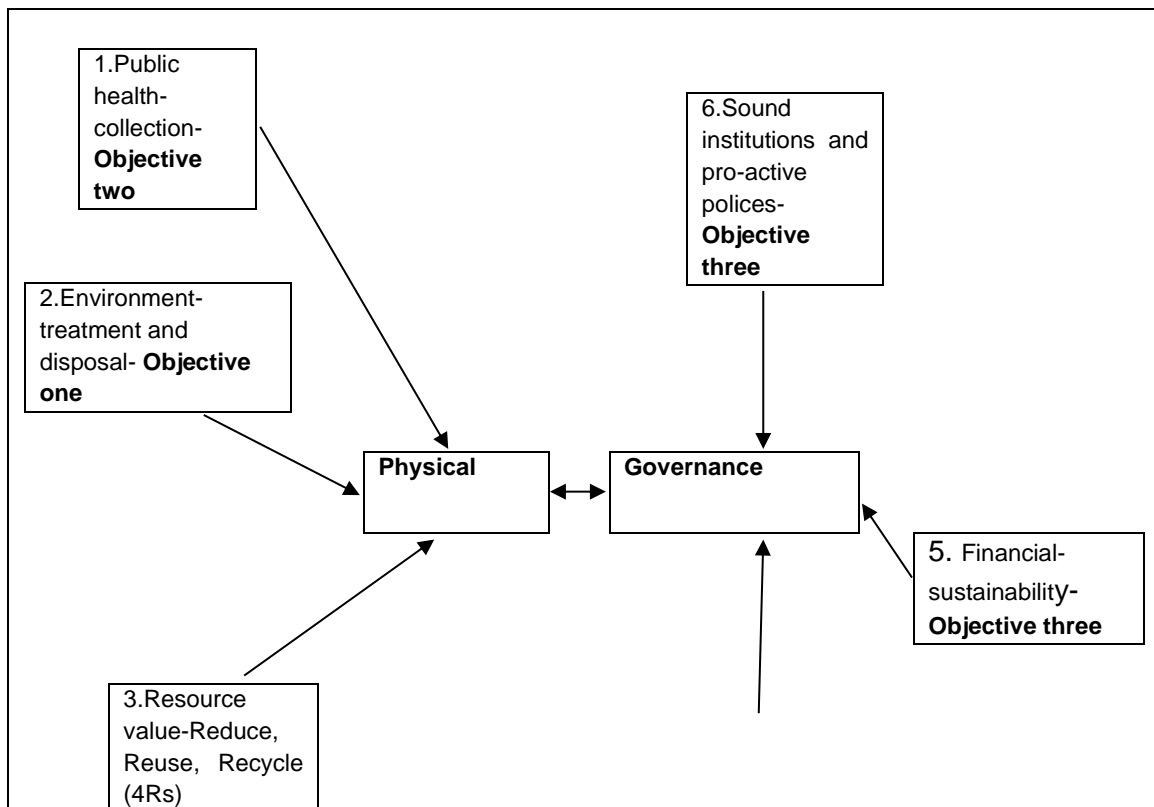 1.Public
health-
collection-
Objective
two
6.Sound
institutions and
pro-active
polices-
Objective
three
2.Environment-
treatment and
disposal- Objective
one
Physical
Governance
5. Financial-
sustainability-
Objective three
3.Resource
value-Reduce,
Reuse, Recycle
(4Rs)